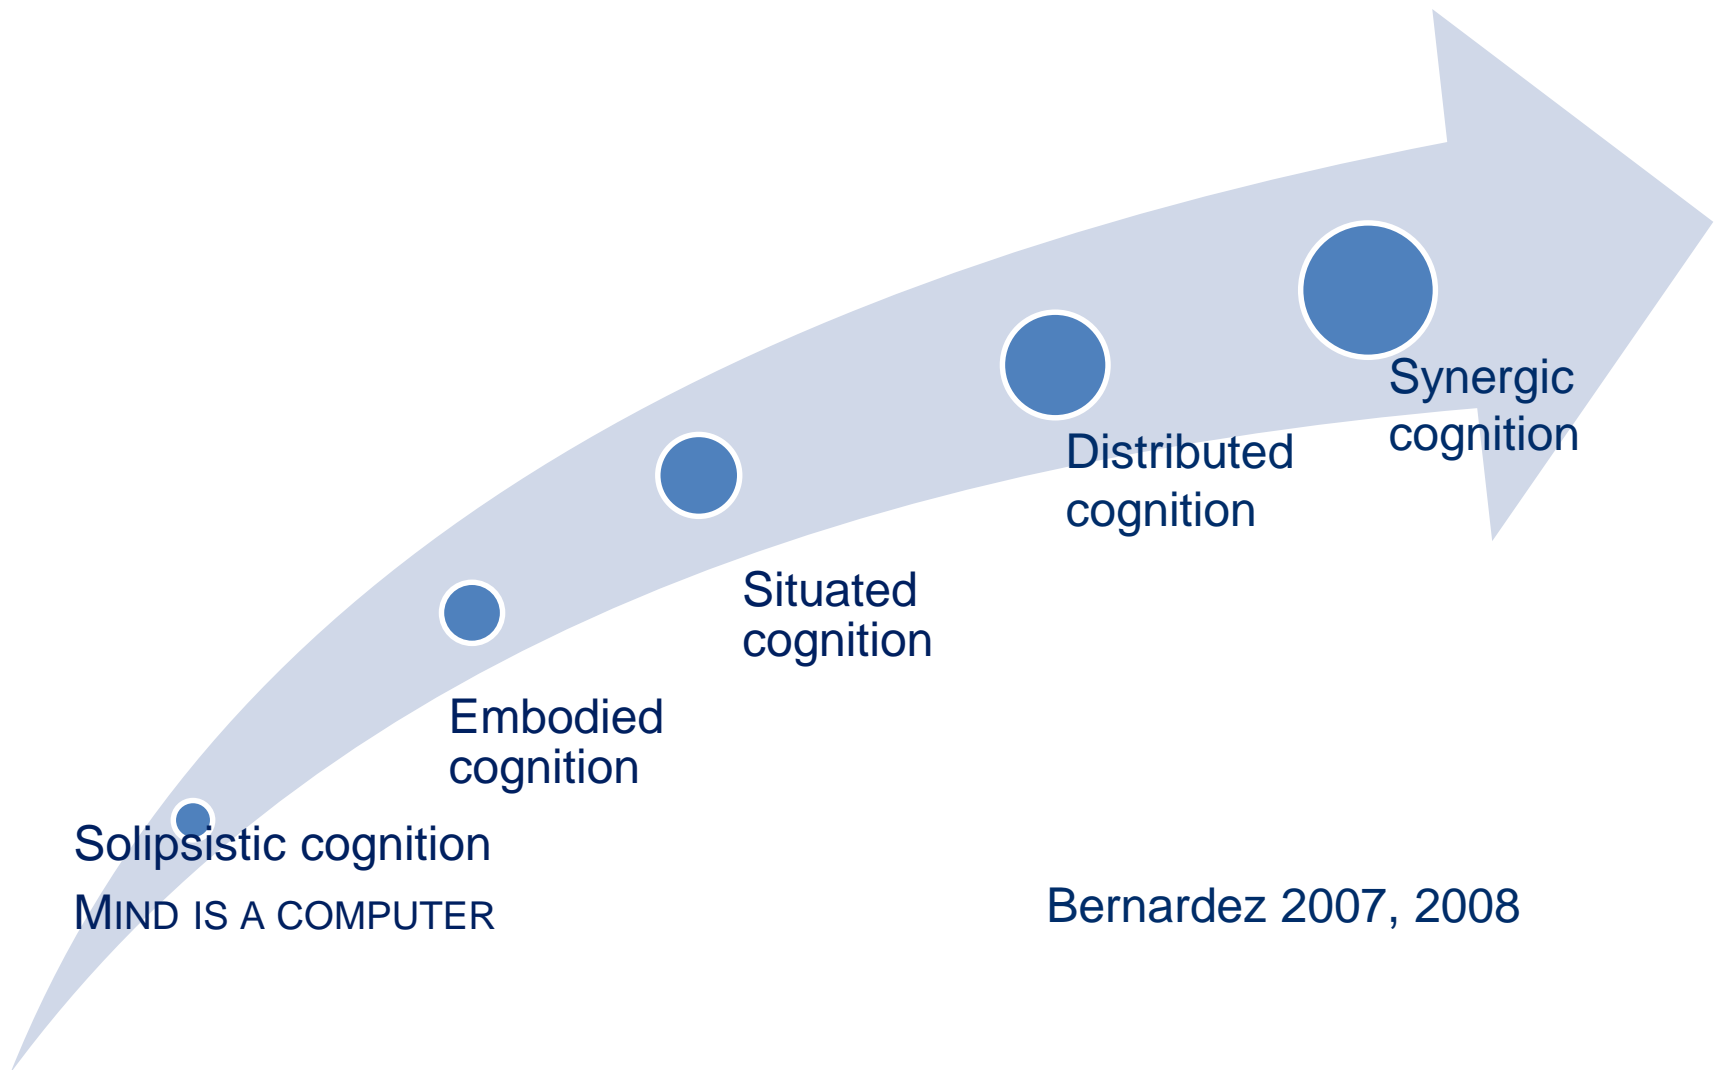 Solipsistic cognition
MIND IS A COMPUTER
Embodied
cognition
Situated
cognition
Distributed
cognition
Synergic
cognition
Bernardez 2007, 2008